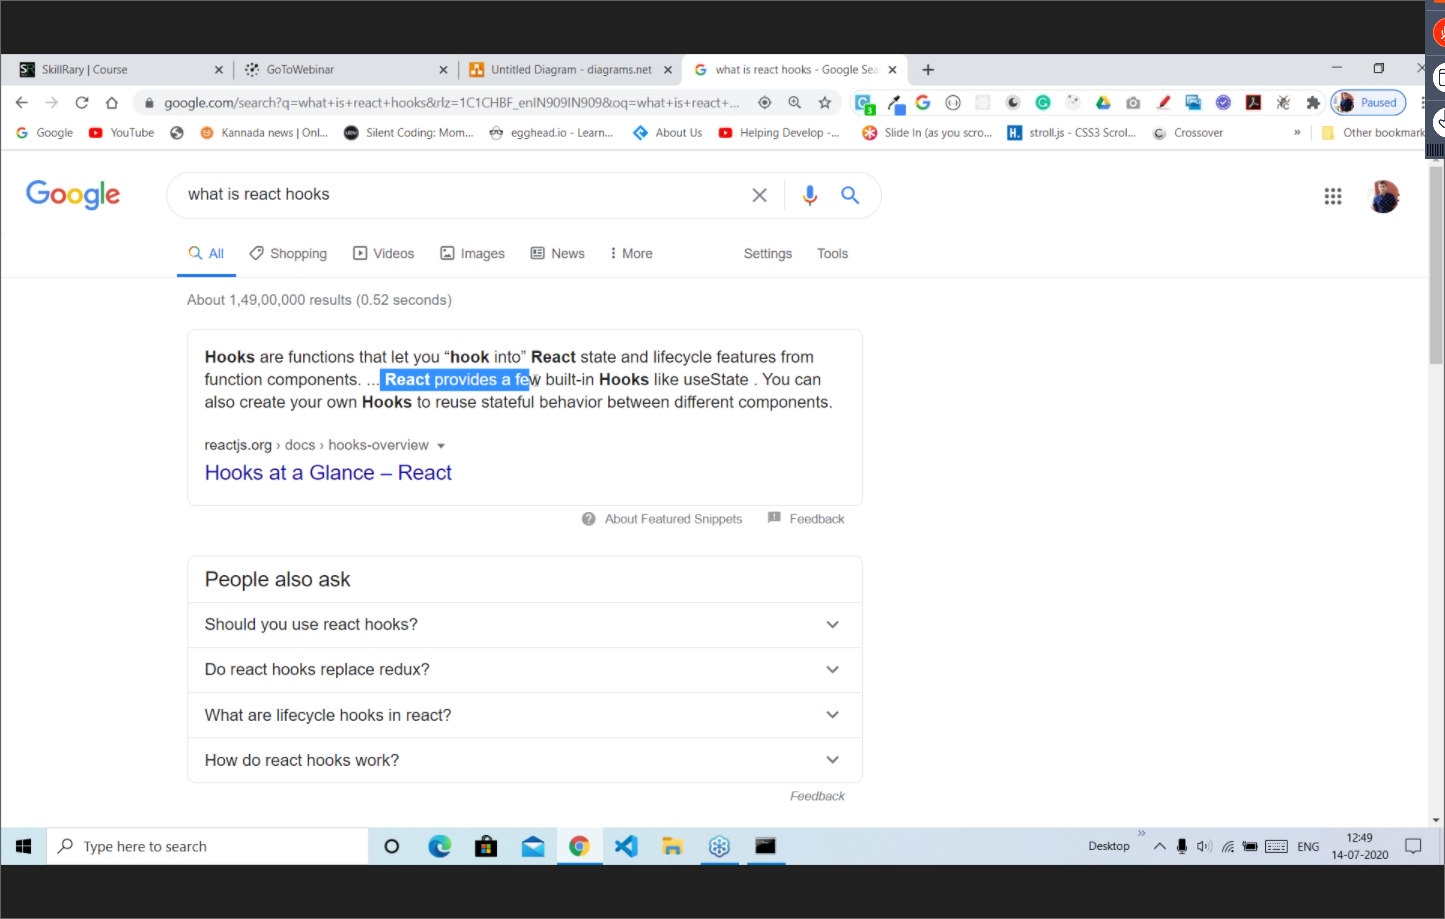 SR SkillRary | Course
GoToWebinar
Untitled Diagram - diagrams.net
what is react hooks - Google Sea
google.com/search?q=what+is+react+hooks&rlz=1C1CHBF_enIN909IN909&oq=what+is+react+...
3
Paused
Google
YouTube
Kannada news | Onl...
Silent Coding: Mom...
egghead.io - Learn...
About Us
Helping Develop -...
Slide In (as you scro...
H. stroll.js - CSS3 Scrol...
Crossover
»
Other bookmark
Google
what is react hooks
All
Shopping
Videos
Images
News
More
Settings
Tools
About 1,49,00,000 results (0.52 seconds)
Hooks are functions that let you “hook into” React state and lifecycle features from
function components. ... React provides a few built-in Hooks like useState . You can
also create your own Hooks to reuse stateful behavior between different components.
reactjs.org › docs › hooks-overview
Hooks at a Glance – React
About Featured Snippets
Feedback
People also ask
Should you use react hooks?
Do react hooks replace redux?
What are lifecycle hooks in react?
How do react hooks work?
Feedback
Type here to search
Desktop
»
ENG
12:49
14-07-2020